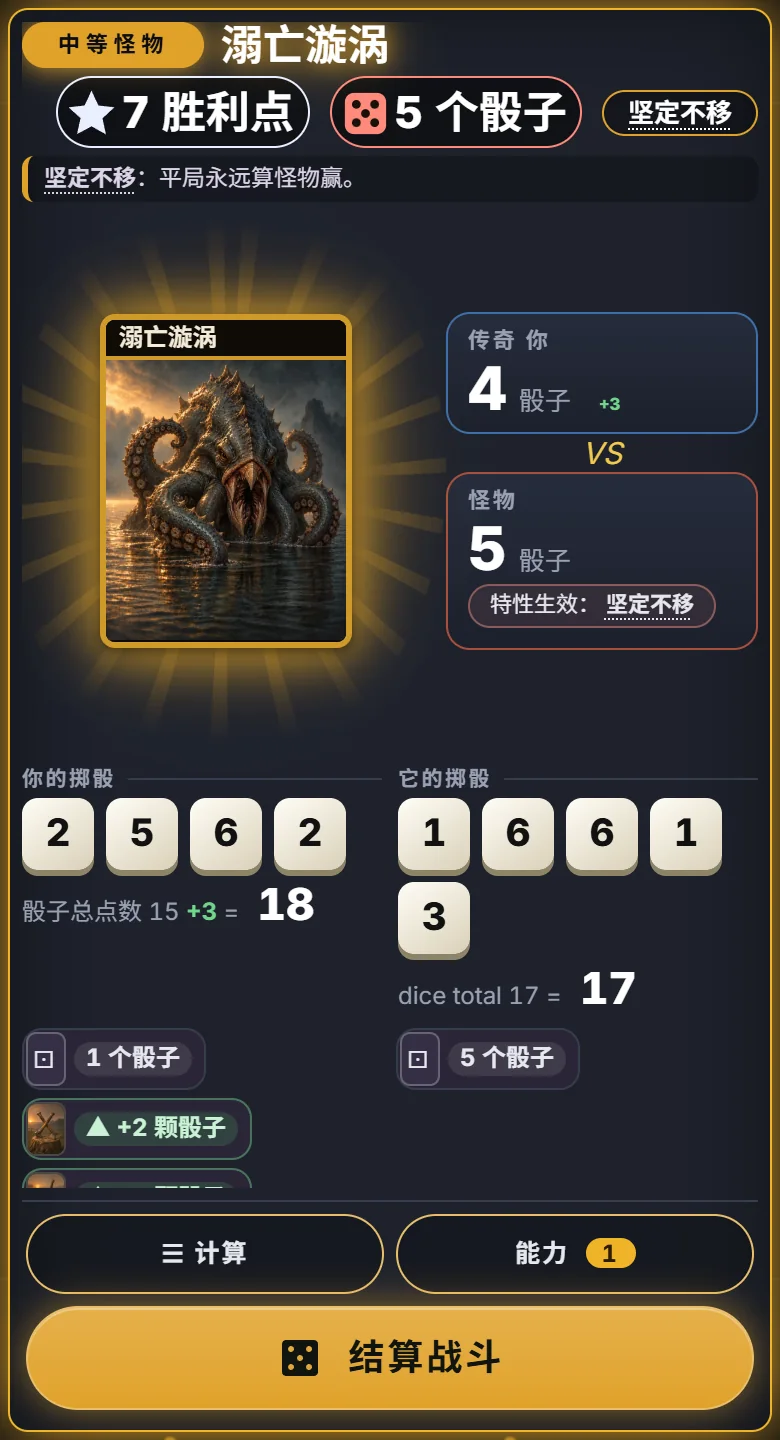 中等怪物 溺亡漩涡
7 胜利点 5 个骰子 坚定不移
坚定不移：平局永远算怪物赢。
溺亡漩涡
传奇 你
4 骰子 +3
VS
怪物
5 骰子
特性生效： 坚定不移
你的掷骰
2 5 6 2
骰子总点数 15 +3 = 18
它的掷骰
1 6 6 1
3
dice total 17 = 17
1 个骰子
▲ +2 颗骰子
5 个骰子
☰ 计算
能力 1
结算战斗